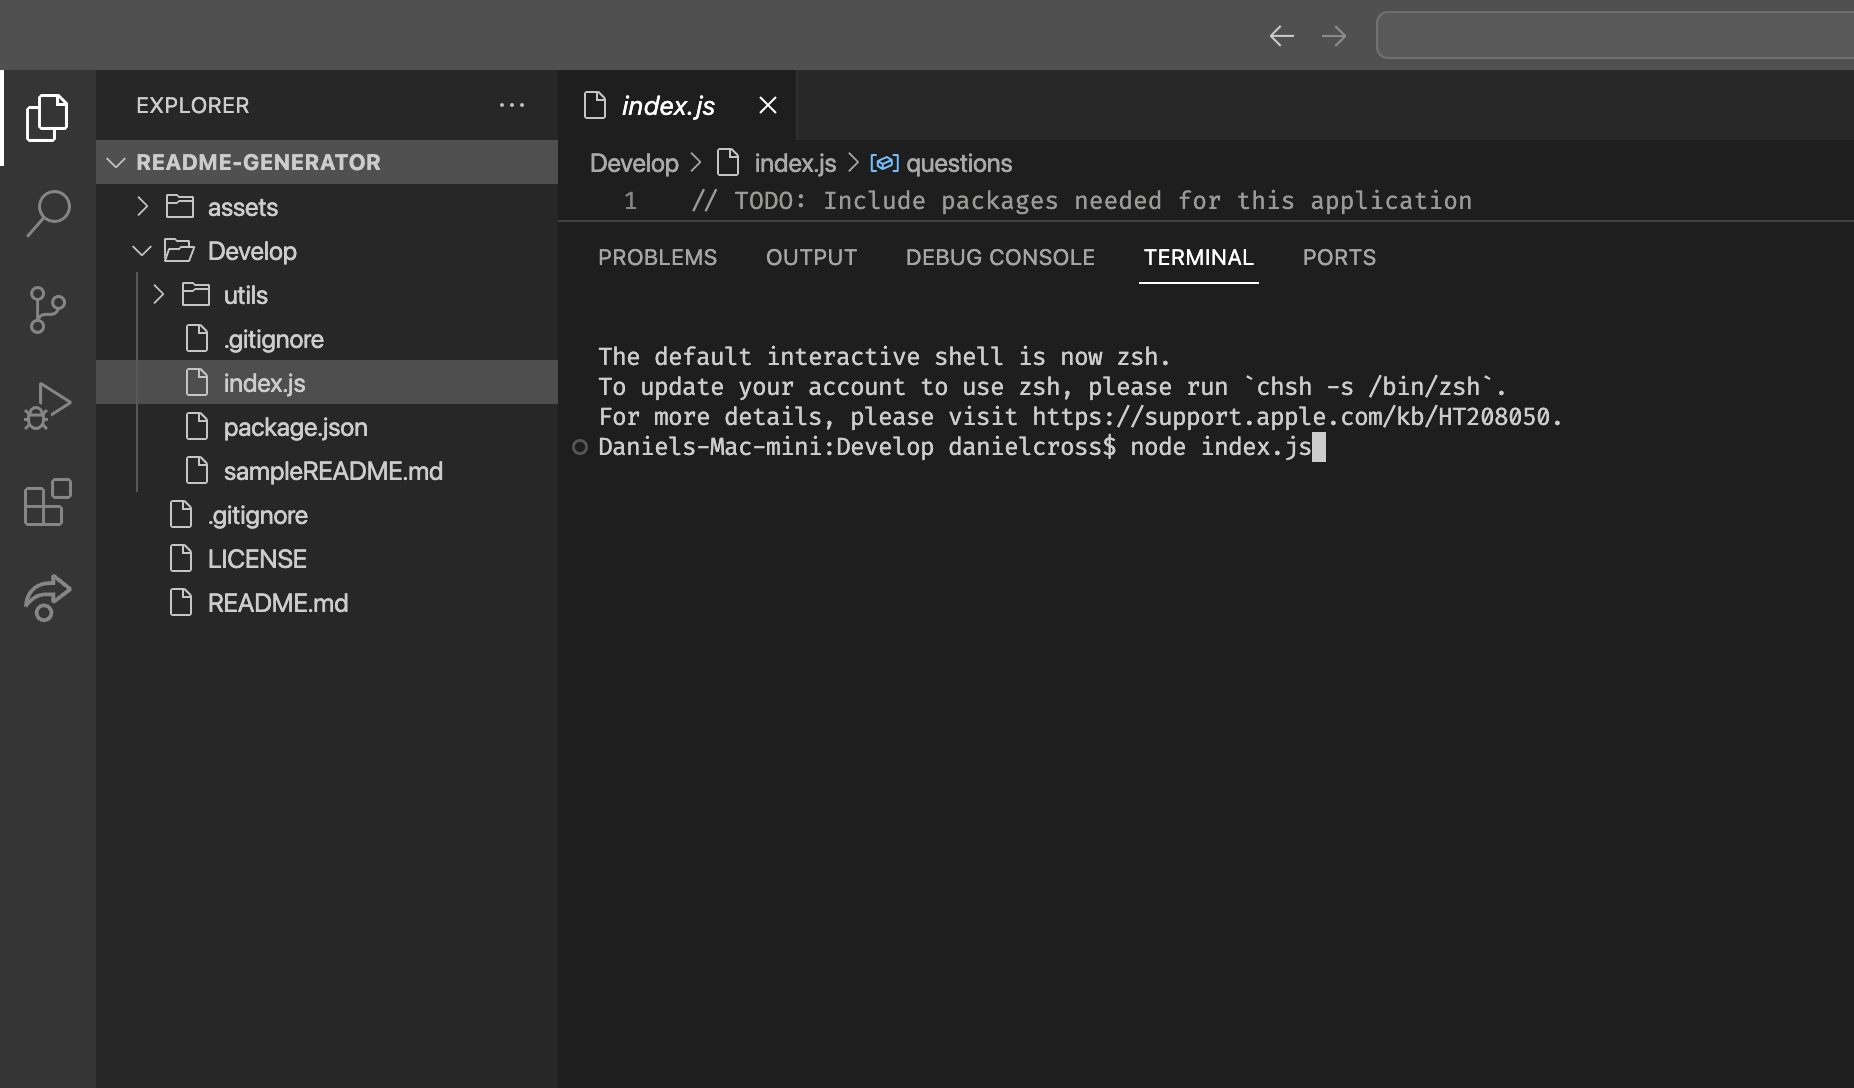 EXPLORER
README-GENERATOR
assets
Develop
utils
.gitignore
index.js
package.json
sampleREADME.md
.gitignore
LICENSE
README.md
index.js
Develop > index.js > questions
1 // TODO: Include packages needed for this application
PROBLEMS OUTPUT DEBUG CONSOLE TERMINAL PORTS
The default interactive shell is now zsh.
To update your account to use zsh, please run `chsh -s /bin/zsh`.
For more details, please visit https://support.apple.com/kb/HT208050.
Daniels-Mac-mini:Develop danielcross$ node index.js